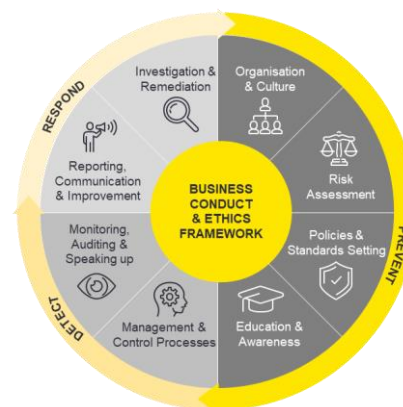 RESPOND
Investigation &
Remediation
Organisation
& Culture
Reporting,
Communication
& Improvement
Risk
Assessment
BUSINESS
CONDUCT
& ETHICS
FRAMEWORK
PREVENT
Monitoring,
Auditing &
Speaking up
Policies &
Standards Setting
DETECT
Management &
Control Processes
Education &
Awareness